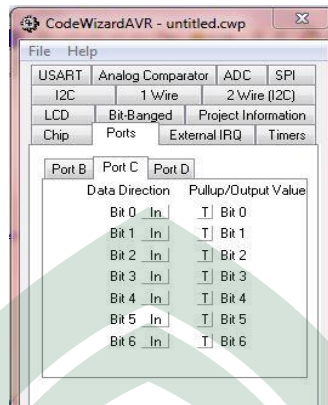 CodeWizardAVR - untitled.cwp
File Help
USART Analog Comparator ADC SPI
I2C 1 Wire 2 Wire (I2C)
LCD Bit-Banged Project Information
Chip Ports External IRQ Timers
Port B Port C Port D
Data Direction Pullup/Output Value
Bit 0 In T Bit 0
Bit 1 In T Bit 1
Bit 2 In T Bit 2
Bit 3 In T Bit 3
Bit 4 In T Bit 4
Bit 5 In T Bit 5
Bit 6 In T Bit 6